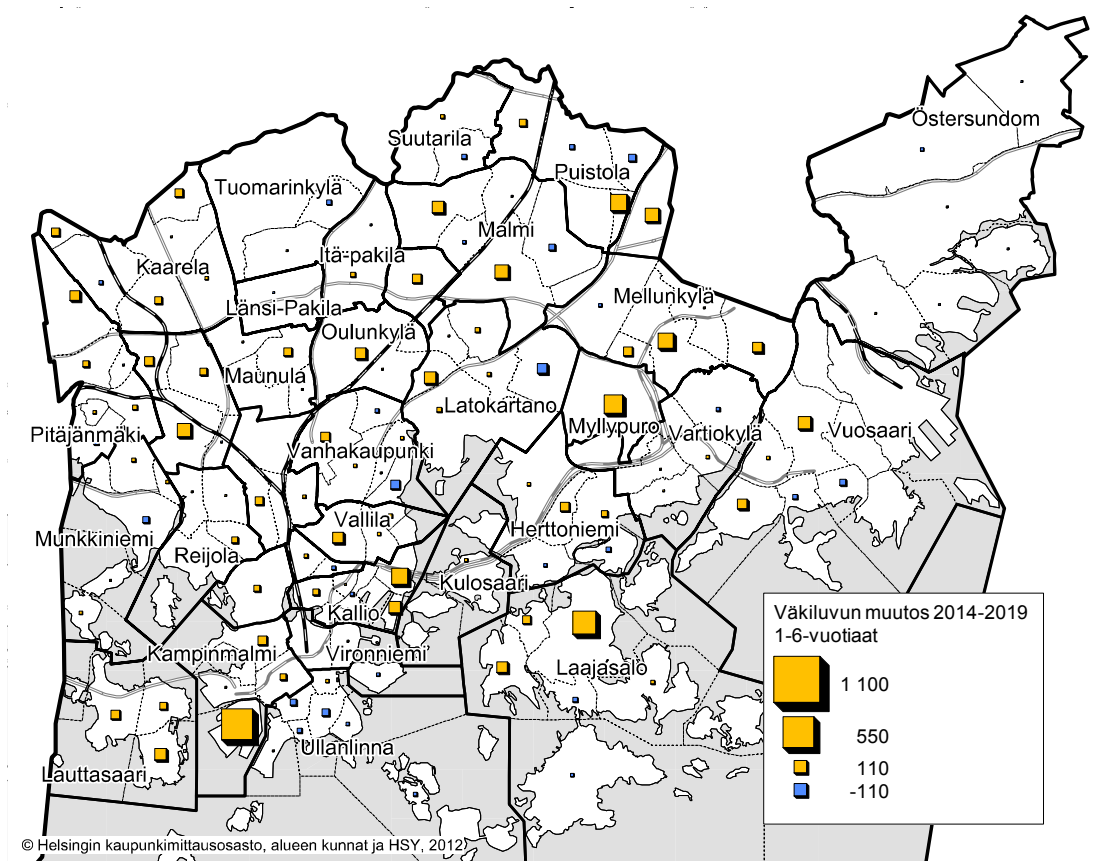 Östersundom
Suutarila
Puistola
Tuomarinkylä
Malmi
Itä-pakila
Kaarela
Mellunkylä
Länsi-Pakila
Oulunkylä
Maunula
Latokartano
Myllypuro
Vartiokylä
Vuosaari
Pitäjänmäki
Vanhakaupunki
Vallila
Herttoniemi
Munkkiniemi
Reijola
Kulosaari
Kallio
Kampinmalmi
Vironniemi
Laajasalo
Ullanlinna
Lauttasaari
Väkiluvun muutos 2014-2019
1-6-vuotiaat
1 100
550
110
-110
© Helsingin kaupunkimittausosasto, alueen kunnat ja HSY, 2012